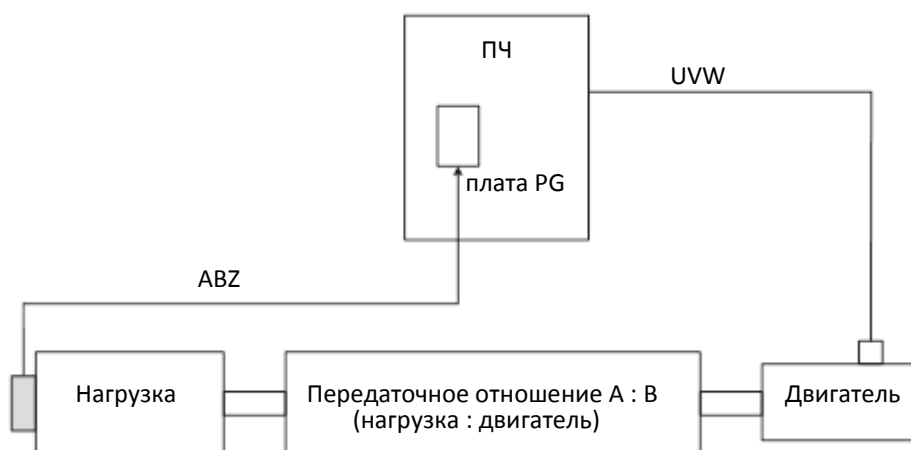 ПЧ
UVW
плата PG
ABZ
Нагрузка
Передаточное отношение A : B
(нагрузка : двигатель)
Двигатель